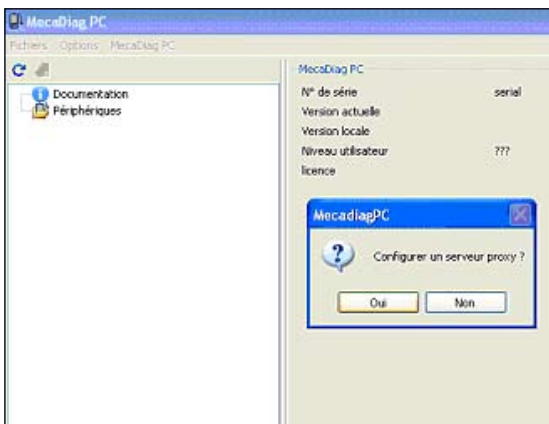 MecaDiag PC
Fichiers Options MecaDiag PC
Documentation
Périphériques
MecaDiag PC
N° de série serial
Version actuelle
Version locale
Niveau utilisateur ???
licence
MecadiagPC
Configurer un serveur proxy ?
Oui Non